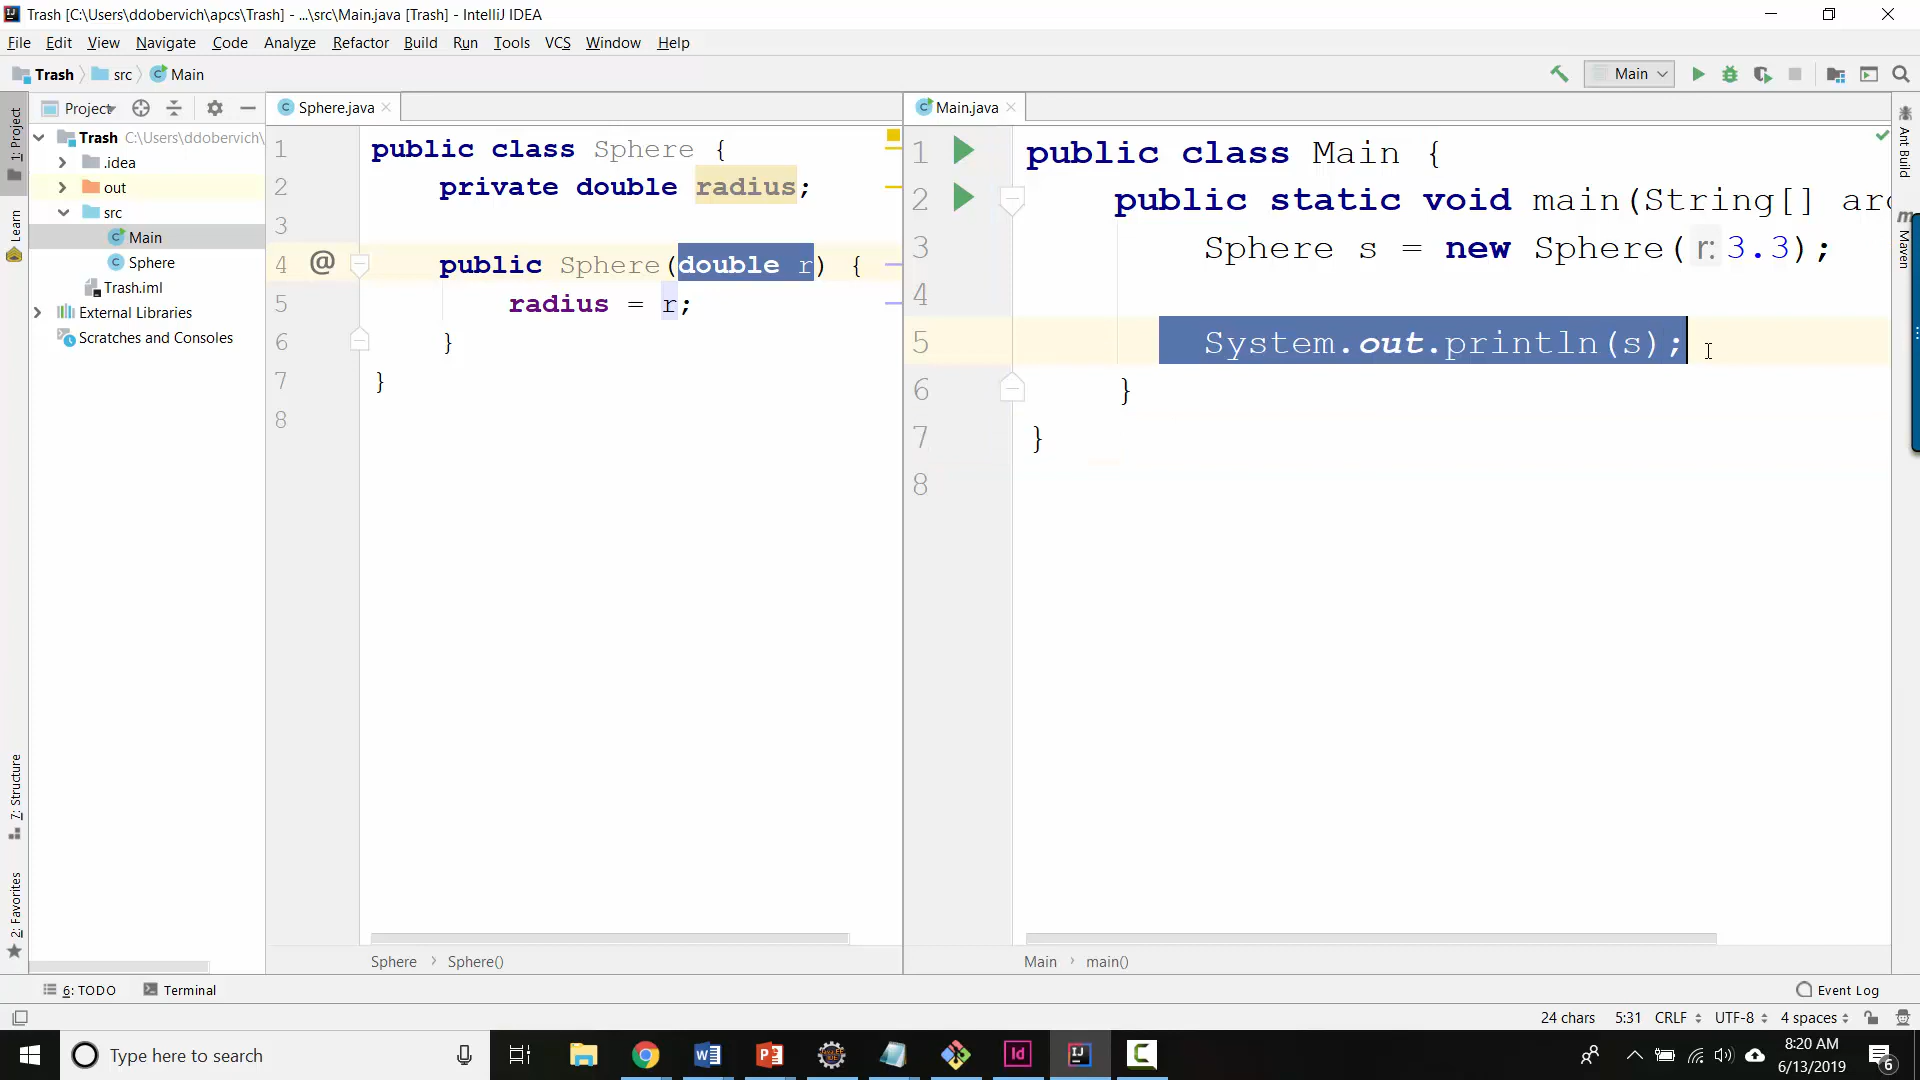 Trash [C:\Users\ddobervich\apcs\Trash] - ...\src\Main.java [Trash] - IntelliJ IDEA
File Edit View Navigate Code Analyze Refactor Build Run Tools VCS Window Help
Trash src Main
Main
1: Project
Learn
7: Structure
2: Favorites
Project
Trash C:\Users\ddobervich\
.idea
out
src
Main
Sphere
Trash.iml
External Libraries
Scratches and Consoles
Sphere.java
1 public class Sphere {
2 private double radius;
3
4 @ public Sphere(double r) {
5 radius = r;
6 }
7 }
8
Sphere > Sphere()
Main.java
1 public class Main {
2 public static void main(String[] arg
3 Sphere s = new Sphere( r: 3.3);
4
5 System.out.println(s);
6 }
7 }
8
Main > main()
Ant Build
m Maven
6: TODO Terminal
Event Log
24 chars 5:31 CRLF UTF-8 4 spaces
Type here to search
8:20 AM
6/13/2019
6